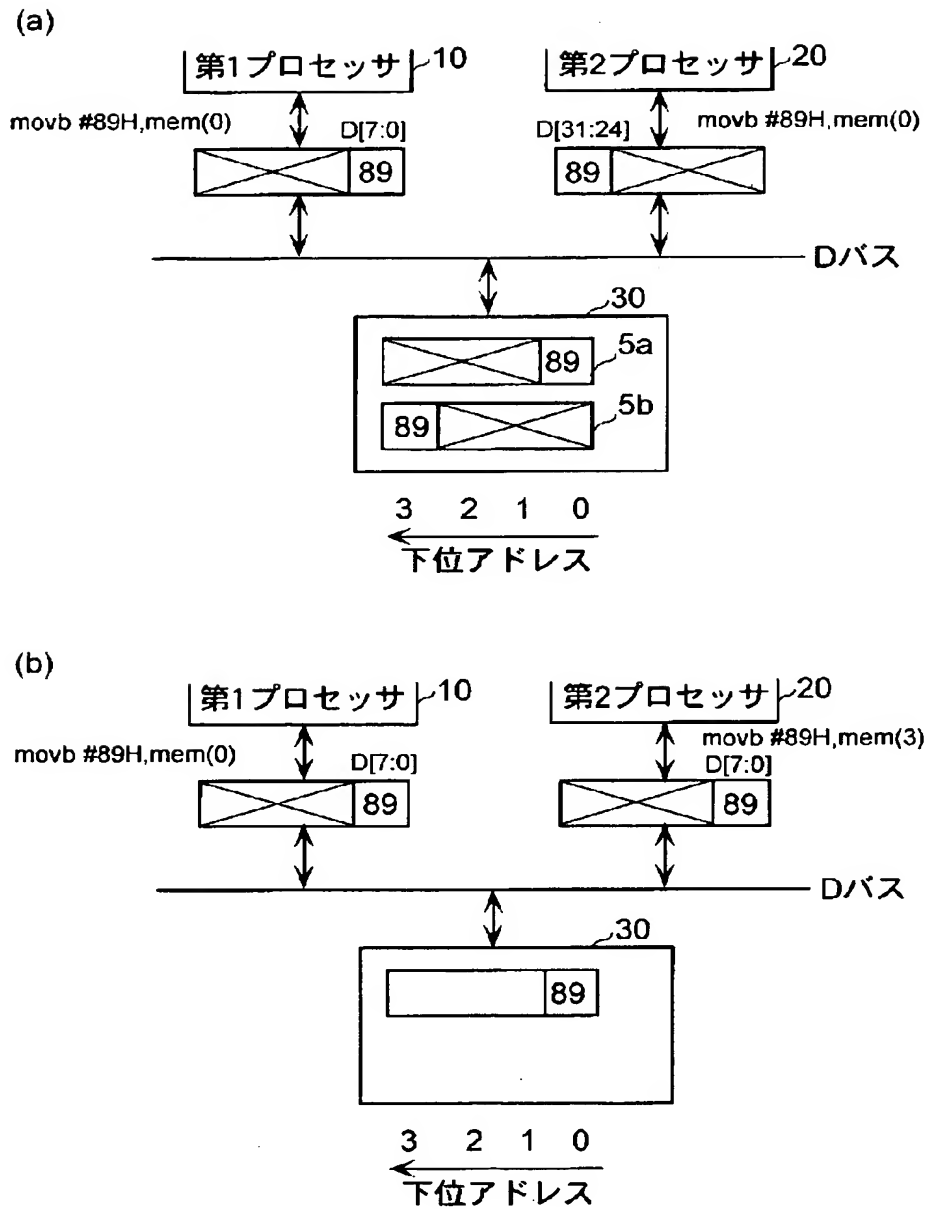 (a)
第1プロセッサ 10
第2プロセッサ 20
movb #89H,mem(0)
movb #89H,mem(0)
D[7:0]
D[31:24]
89
89
Dバス
30
89 5a
89 5b
3 2 1 0
下位アドレス
(b)
第1プロセッサ 10
第2プロセッサ 20
movb #89H,mem(0)
movb #89H,mem(3)
D[7:0]
D[7:0]
89
89
Dバス
30
89
3 2 1 0
下位アドレス